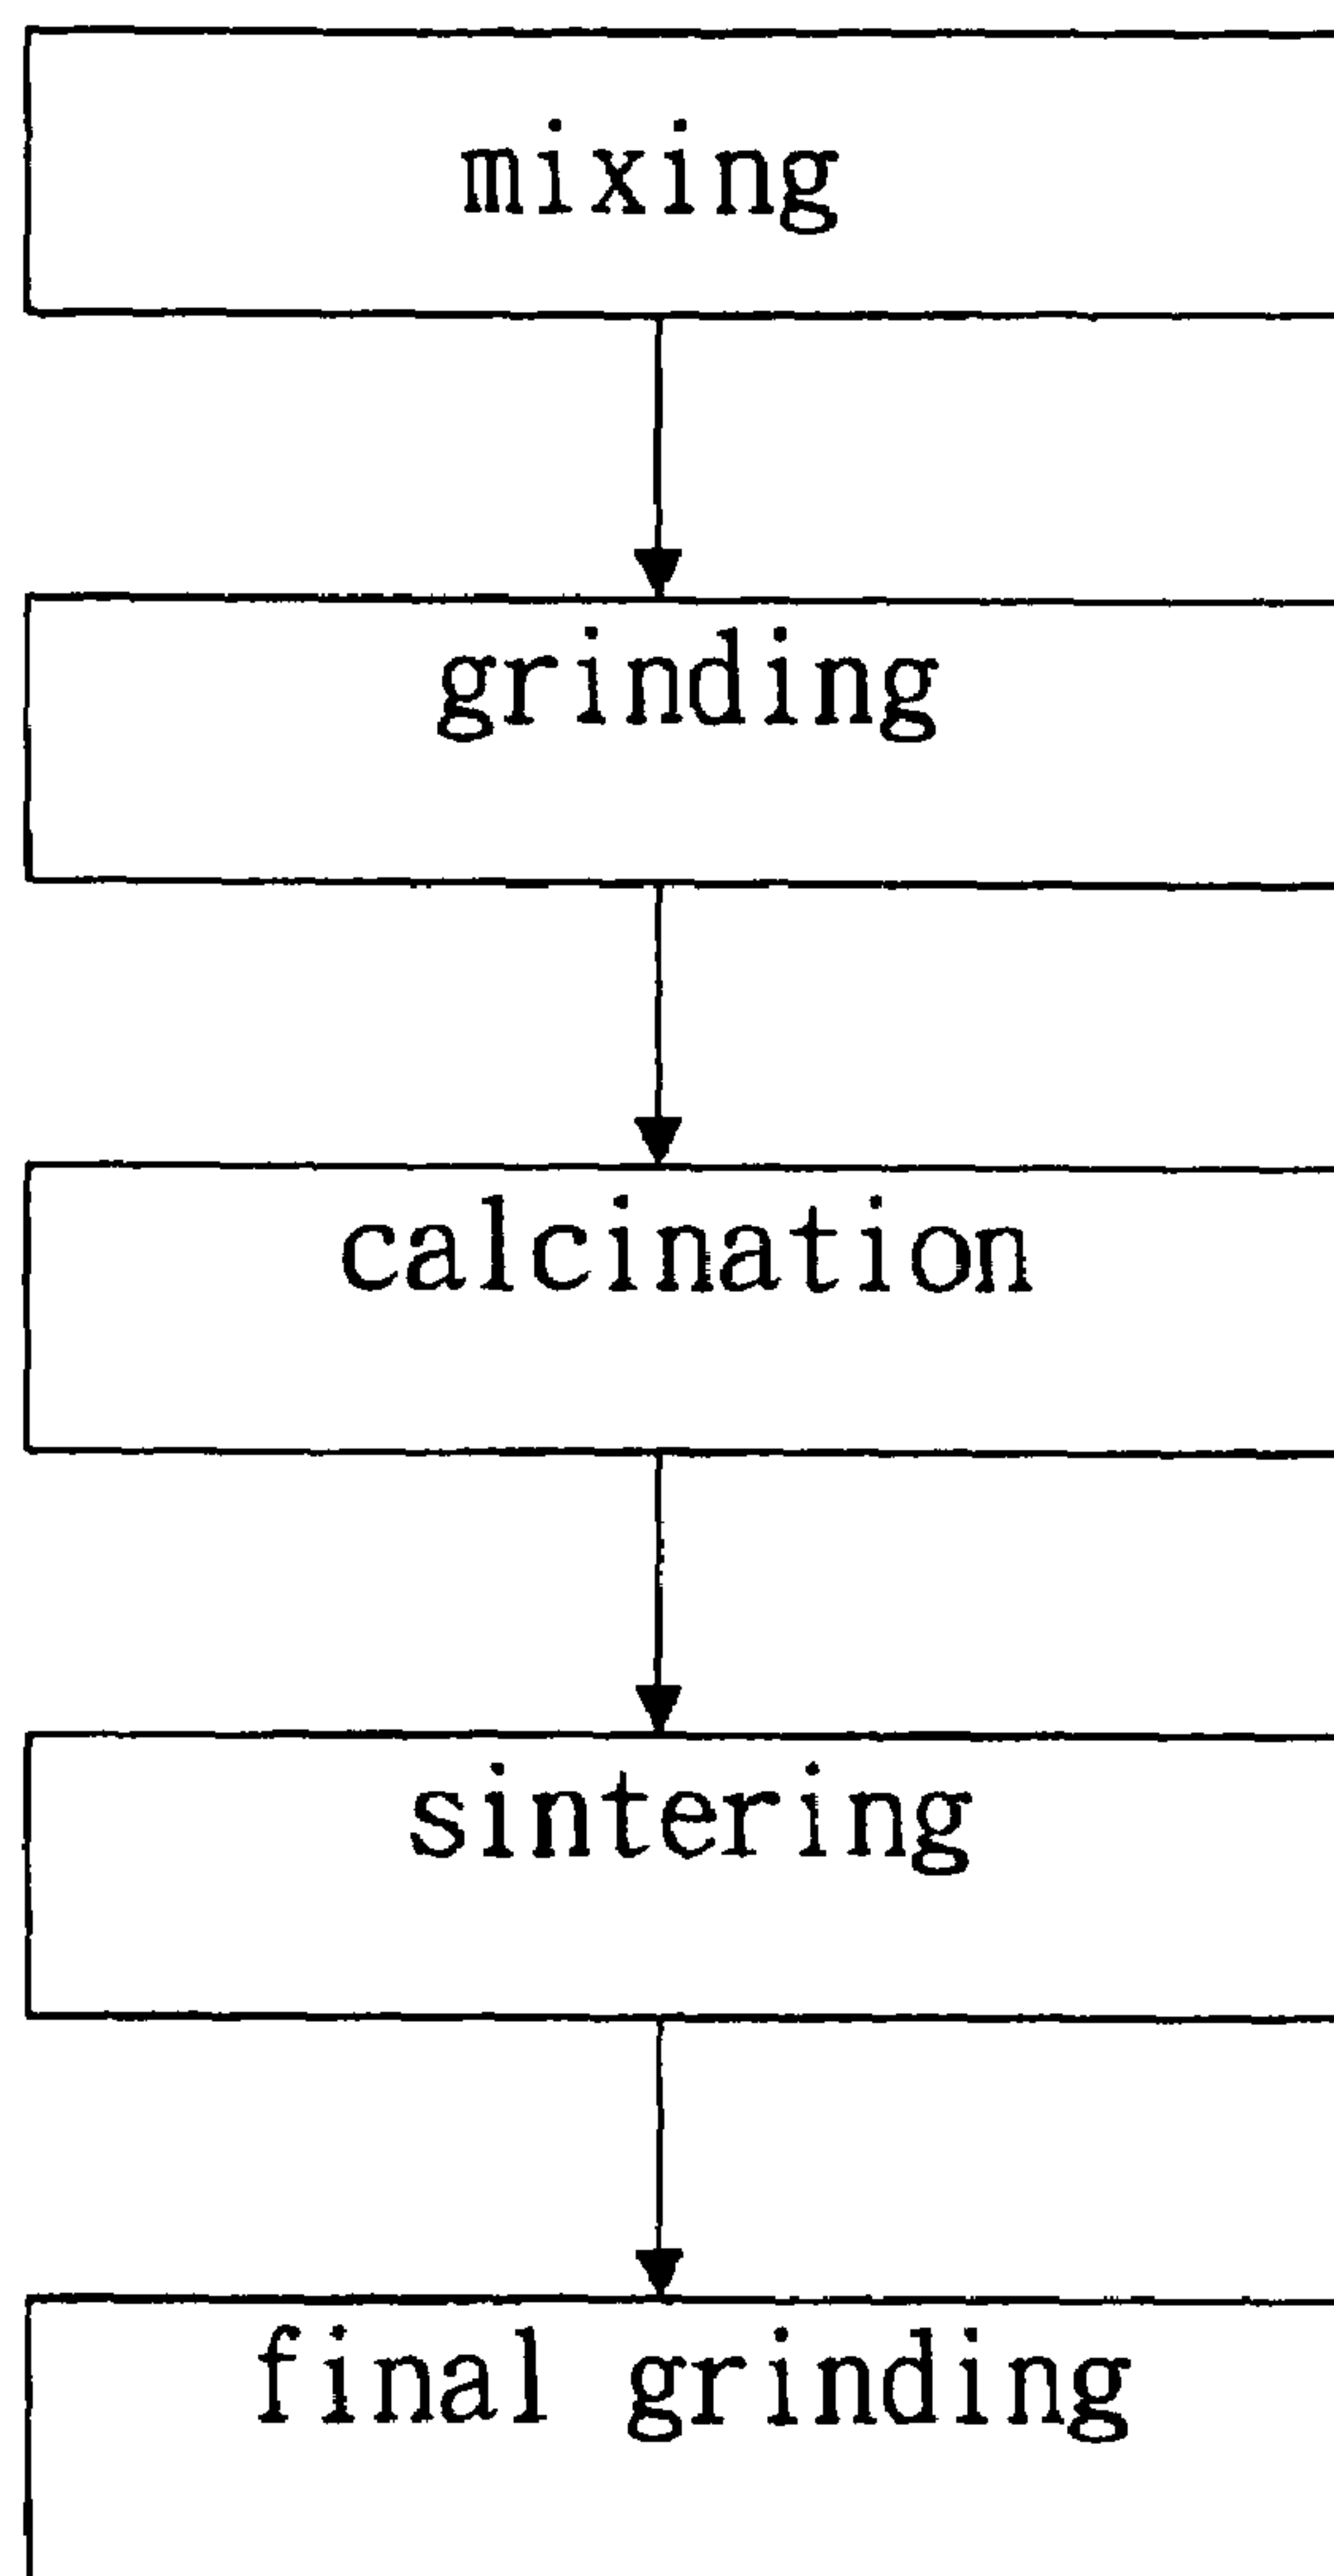 mixing
grinding
calcination
sintering
final grinding